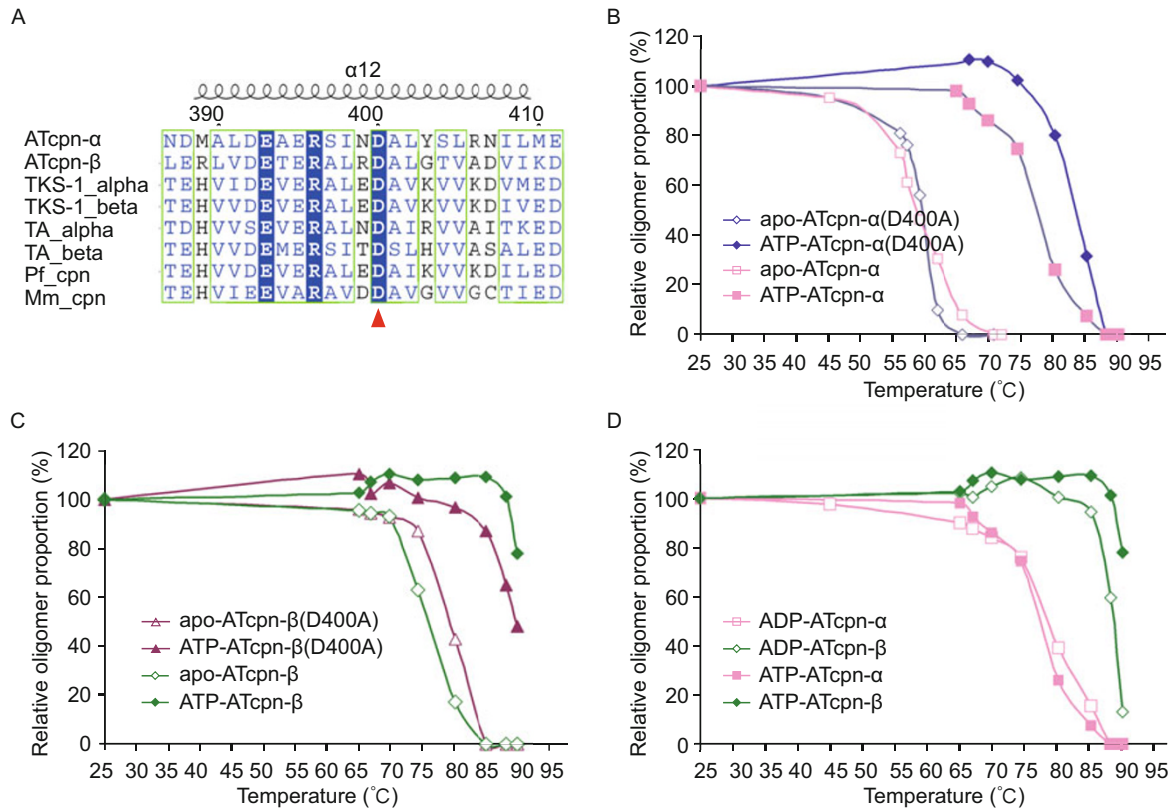 A
α12
390 400 410
ATcpn-α NDMALDEAERSINDALYSLRNILME
ATcpn-β LERLVDETERALRDALGTVADVIKD
TKS-1_alpha TEHVIDEVERALEDAVKVVKDVMED
TKS-1_beta TEHVVDEVERALEDAVKVVKDIVED
TA_alpha TEHVVDEVERALNDAIRVVAITKED
TA_beta TEHVVDEMERSITDSLHVVASALED
Pf_cpn TEHVVDEVERALEDAIKVVKDILED
Mm_cpn TEHVIEEVARAVDDAVGVVGCTIED
B
Relative oligomer proportion (%)
120
100
80
60
40
20
0
apo-ATcpn-α(D400A)
ATP-ATcpn-α(D400A)
apo-ATcpn-α
ATP-ATcpn-α
25 30 35 40 45 50 55 60 65 70 75 80 85 90 95
Temperature (℃)
C
Relative oligomer proportion (%)
120
100
80
60
40
20
0
apo-ATcpn-β(D400A)
ATP-ATcpn-β(D400A)
apo-ATcpn-β
ATP-ATcpn-β
25 30 35 40 45 50 55 60 65 70 75 80 85 90 95
Temperature (℃)
D
Relative oligomer proportion (%)
120
100
80
60
40
20
0
ADP-ATcpn-α
ADP-ATcpn-β
ATP-ATcpn-α
ATP-ATcpn-β
25 30 35 40 45 50 55 60 65 70 75 80 85 90 95
Temperature (℃)